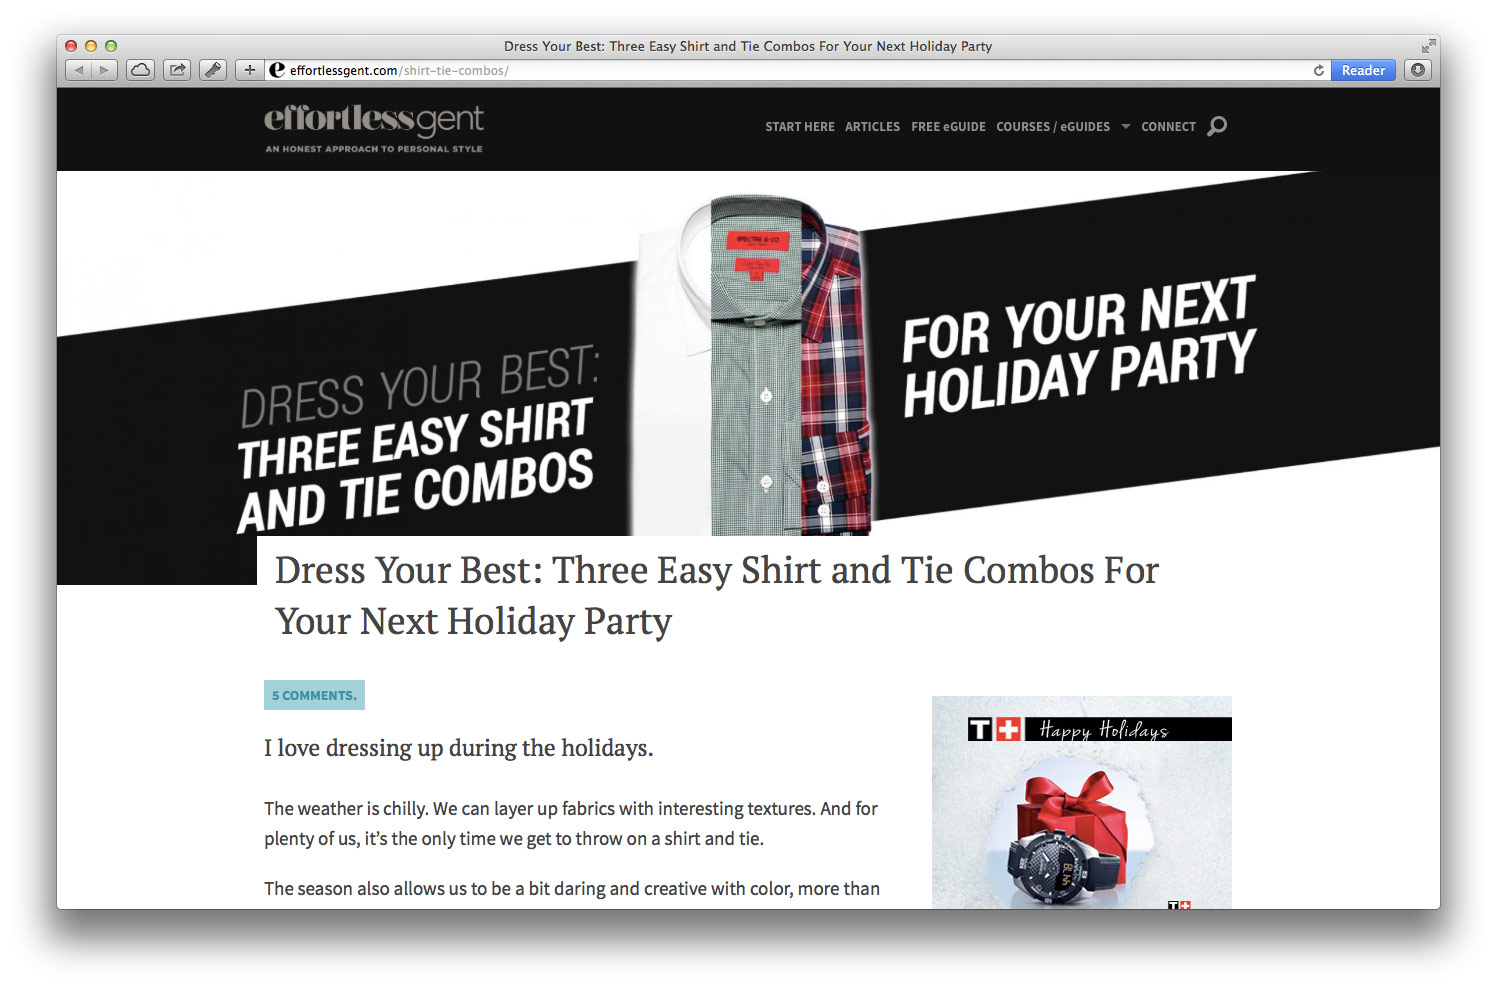 Dress Your Best: Three Easy Shirt and Tie Combos For Your Next Holiday Party
effortlessgent.com/shirt-tie-combos/
Reader
effortlessgent
AN HONEST APPROACH TO PERSONAL STYLE
START HERE ARTICLES FREE eGUIDE COURSES / eGUIDES CONNECT
SPECTRE & CO
DRESS YOUR BEST:
THREE EASY SHIRT
AND TIE COMBOS
FOR YOUR NEXT
HOLIDAY PARTY
Dress Your Best: Three Easy Shirt and Tie Combos For
Your Next Holiday Party
5 COMMENTS.
I love dressing up during the holidays.
The weather is chilly. We can layer up fabrics with interesting textures. And for
plenty of us, it’s the only time we get to throw on a shirt and tie.
The season also allows us to be a bit daring and creative with color, more than
T+ Happy Holidays